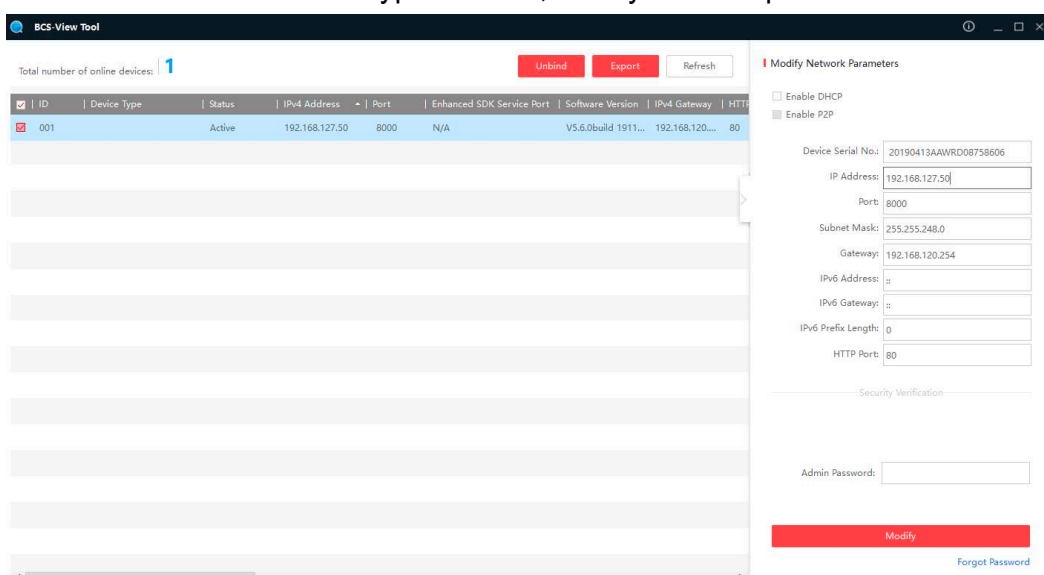 BCS-View Tool
Total number of online devices: 1
Unbind
Export
Refresh
| ID | Device Type | Status | IPv4 Address | Port | Enhanced SDK Service Port | Software Version | IPv4 Gateway | HTTP
001 Active 192.168.127.50 8000 N/A V5.6.0build 1911... 192.168.120.... 80
Modify Network Parameters
Enable DHCP
Enable P2P
Device Serial No.: 20190413AAWRD08758606
IP Address: 192.168.127.50
Port: 8000
Subnet Mask: 255.255.248.0
Gateway: 192.168.120.254
IPv6 Address: ::
IPv6 Gateway: ::
IPv6 Prefix Length: 0
HTTP Port: 80
Security Verification
Admin Password:
Modify
Forgot Password